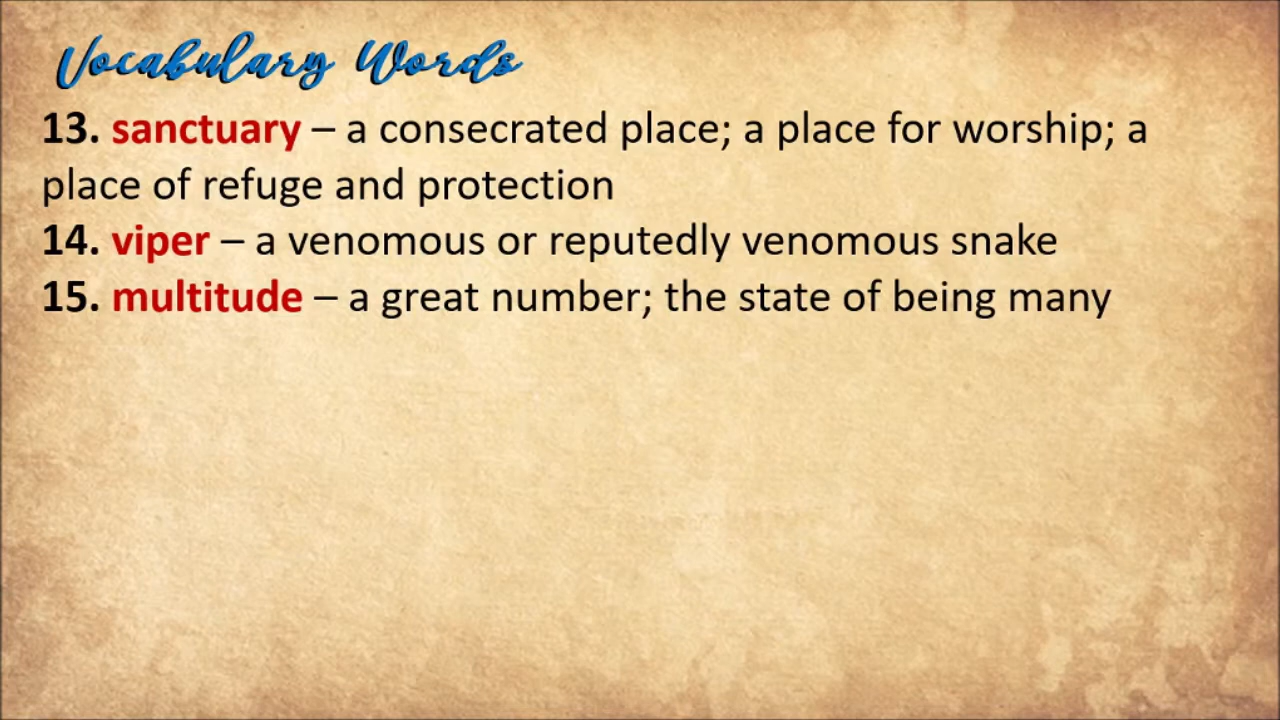 Vocabulary Words
13. sanctuary – a consecrated place; a place for worship; a
place of refuge and protection
14. viper – a venomous or reputedly venomous snake
15. multitude – a great number; the state of being many